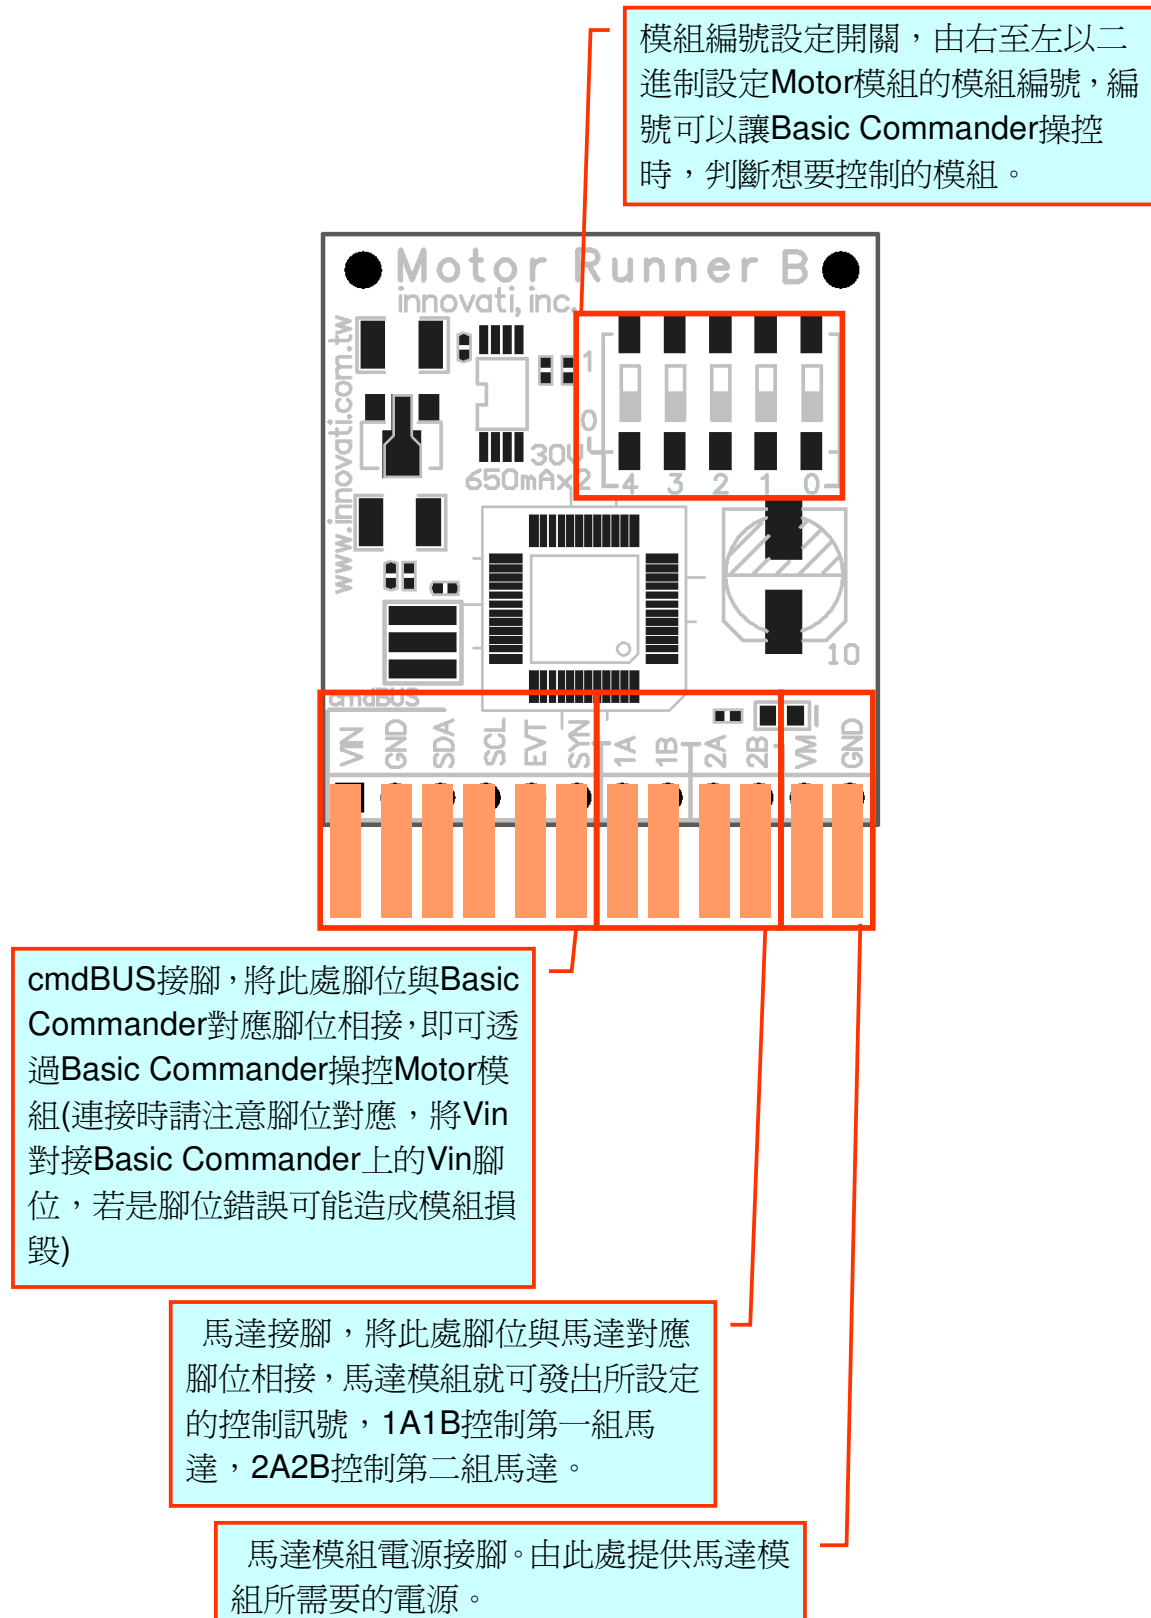 模組編號設定開關，由右至左以二
進制設定Motor模組的模組編號，編
號可以讓Basic Commander操控
時，判斷想要控制的模組。
Motor Runner B
innovati, inc.
www.innovati.com.tw
1
0
30V
650mAx2
4 3 2 1 0
10
cmdBUS
VIN GND SDA SCL EVT SYN 1A 1B 2A 2B VM GND
cmdBUS接腳，將此處腳位與Basic
Commander對應腳位相接，即可透
過Basic Commander操控Motor模
組(連接時請注意腳位對應，將Vin
對接Basic Commander上的Vin腳
位，若是腳位錯誤可能造成模組損
毀)
馬達接腳，將此處腳位與馬達對應
腳位相接，馬達模組就可發出所設定
的控制訊號，1A1B控制第一組馬
達，2A2B控制第二組馬達。
馬達模組電源接腳。由此處提供馬達模
組所需要的電源。